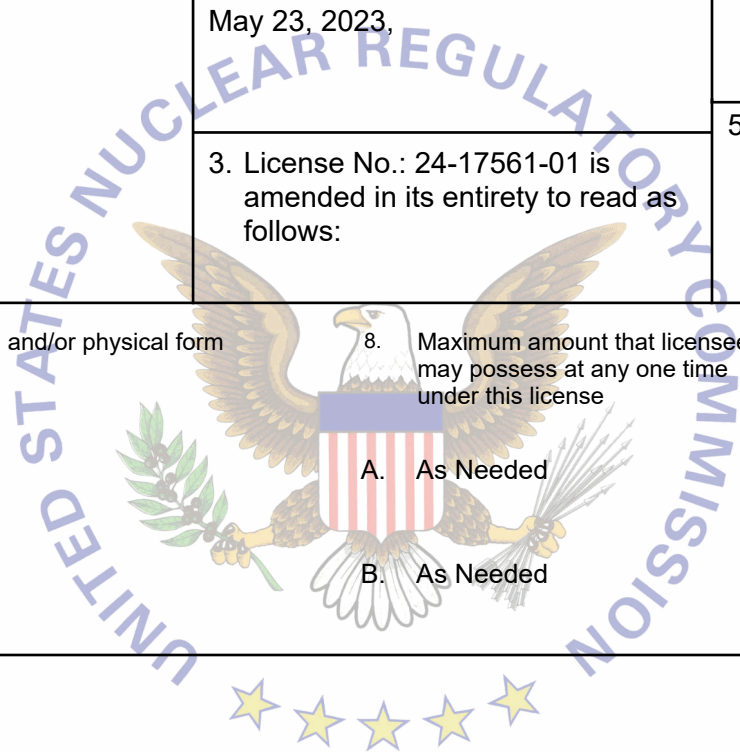 May 23, 2023,
5
3. License No.: 24-17561-01 is
amended in its entirety to read as
follows:
and/or physical form
8. Maximum amount that licensee
may possess at any one time
under this license
A. As Needed
B. As Needed
UNITED STATES NUCLEAR REGULATORY COMMISSION